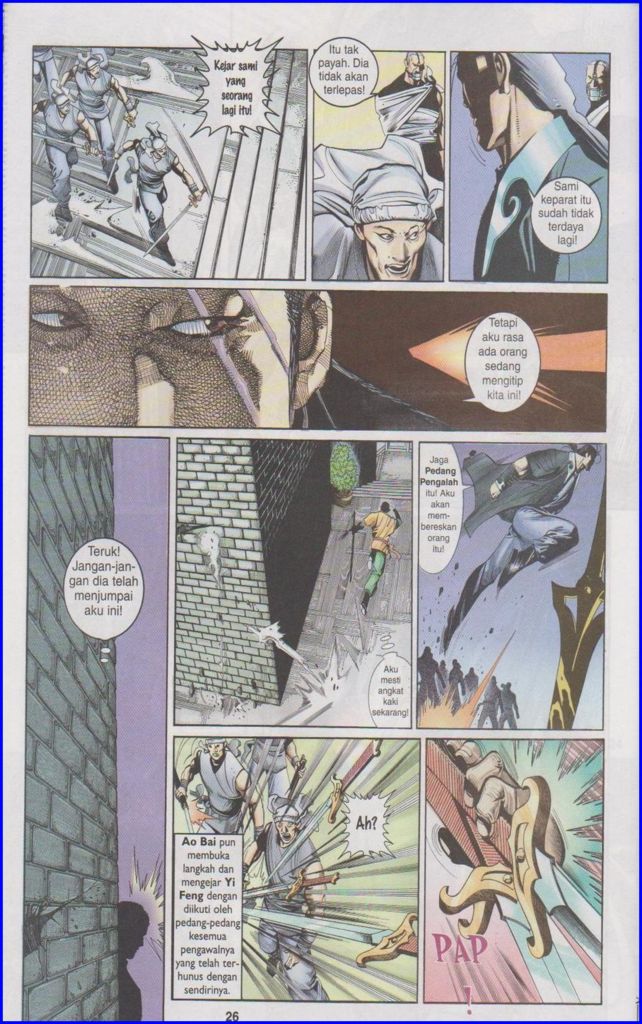 Kejar sami
yang
seorang
lagi itu!
Itu tak
payah. Dia
tidak akan
terlepas!
Sami
keparat itu
sudah tidak
terdaya
lagi!
Tetapi
aku rasa
ada orang
sedang
mengitip
kita ini!
Teruk!
Jangan-jan-
gan dia telah
menjumpai
aku ini!
Aku
mesti
angkat
kaki
sekarang!
Jaga
Pedang
Pengalah
itu! Aku
akan
mem-
bereskan
orang
itu!
Ao Bai pun
membuka
langkah dan
mengejar Yi
Feng dengan
diikuti oleh
pedang-pedang
kesemua
pengawalnya
yang telah ter-
hunus dengan
sendirinya.
Ah?
PAP
!
26